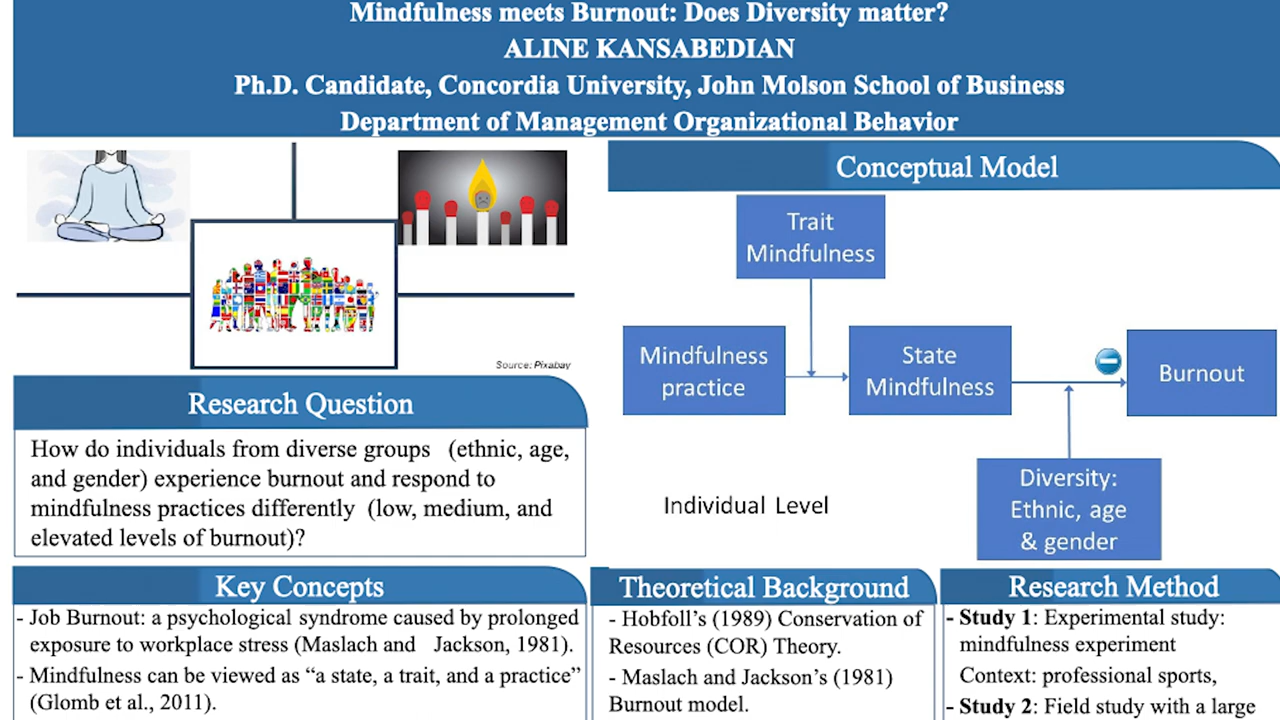 Mindfulness meets Burnout: Does Diversity matter?
ALINE KANSABEDIAN
Ph.D. Candidate, Concordia University, John Molson School of Business
Department of Management Organizational Behavior
Source: Pixabay
Research Question
How do individuals from diverse groups (ethnic, age,
and gender) experience burnout and respond to
mindfulness practices differently (low, medium, and
elevated levels of burnout)?
Conceptual Model
Trait
Mindfulness
Mindfulness
practice
State
Mindfulness
Burnout
Individual Level
Diversity:
Ethnic, age
& gender
Key Concepts
- Job Burnout: a psychological syndrome caused by prolonged
exposure to workplace stress (Maslach and Jackson, 1981).
- Mindfulness can be viewed as “a state, a trait, and a practice”
(Glomb et al., 2011).
Theoretical Background
- Hobfoll’s (1989) Conservation of
Resources (COR) Theory.
- Maslach and Jackson’s (1981)
Burnout model.
Research Method
- Study 1: Experimental study:
mindfulness experiment
Context: professional sports,
- Study 2: Field study with a large